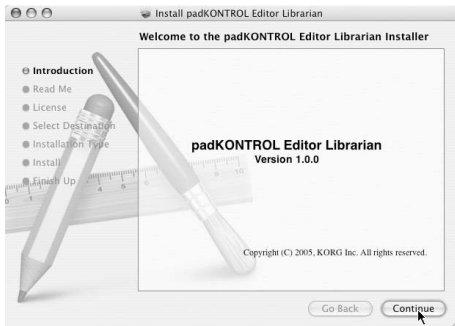 Install padKONTROL Editor Librarian
Welcome to the padKONTROL Editor Librarian Installer
Introduction
Read Me
License
Select Destination
Installation Type
Install
Finish Up
padKONTROL Editor Librarian
Version 1.0.0
Copyright (C) 2005, KORG Inc. All rights reserved.
Go Back
Continue